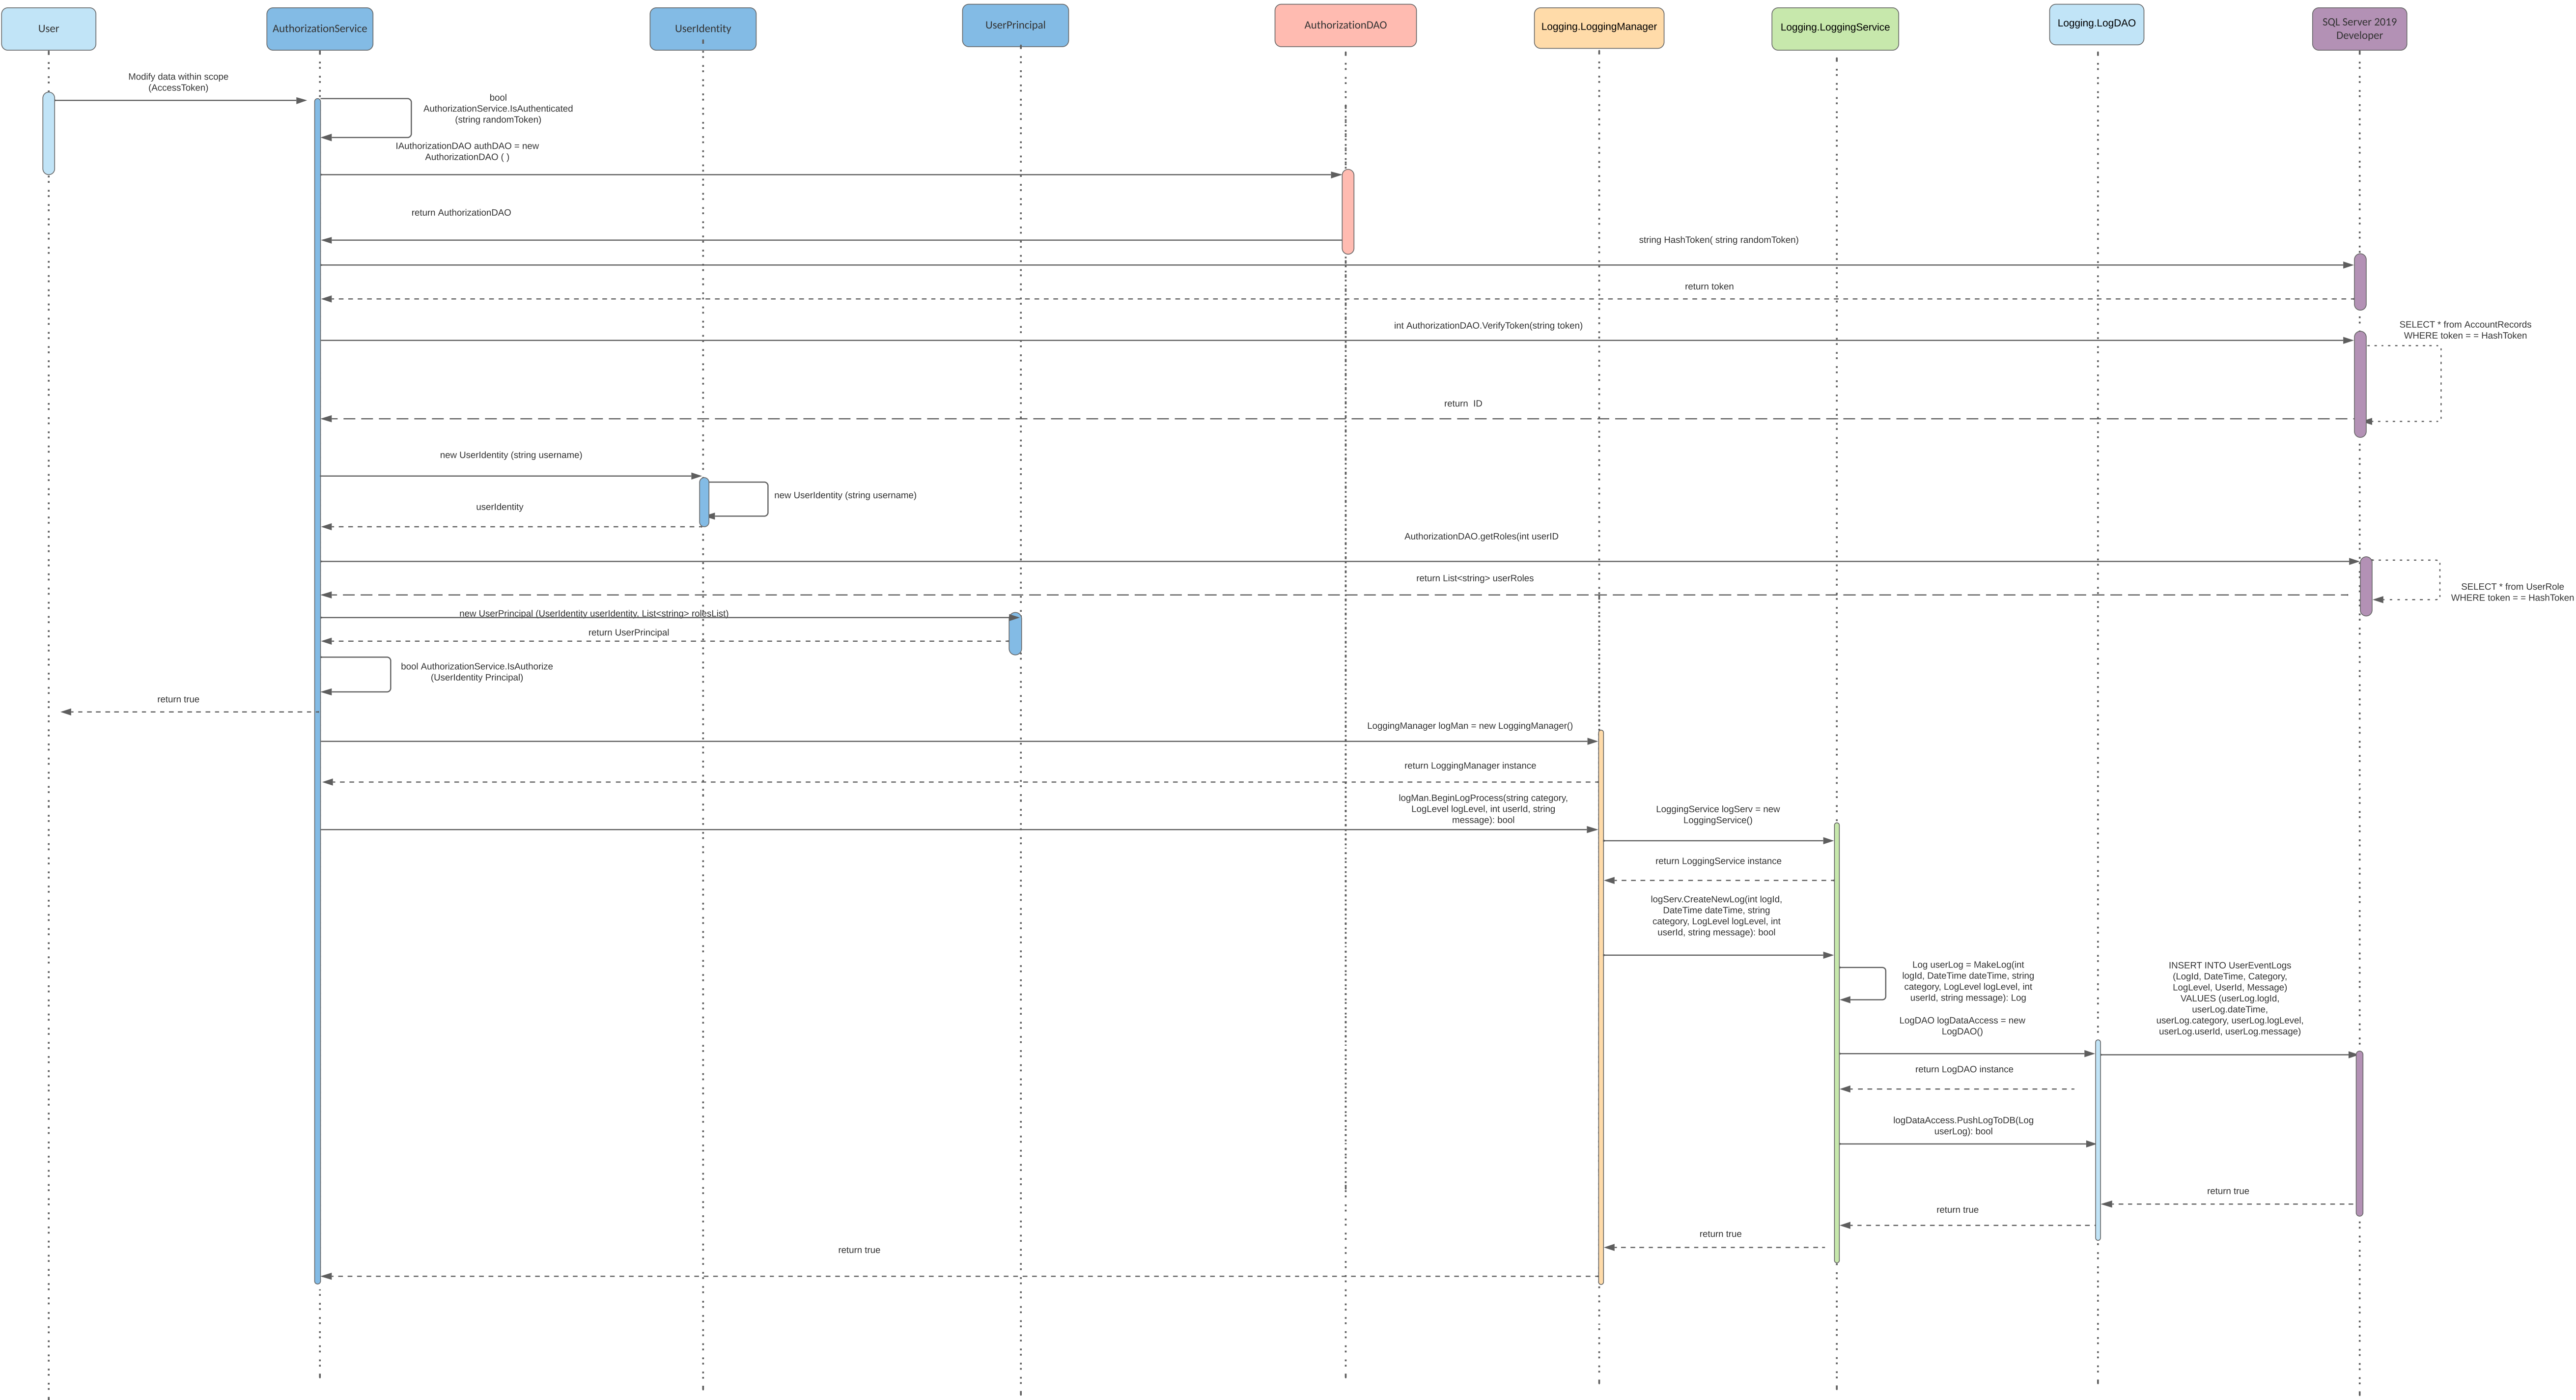 User
AuthorizationService
UserIdentity
UserPrincipal
AuthorizationDAO
Logging.LoggingManager
Logging.LoggingService
Logging.LogDAO
SQL Server 2019
Developer
Modify data within scope
(AccessToken)
bool
AuthorizationService.IsAuthenticated
(string randomToken)
IAuthorizationDAO authDAO = new
AuthorizationDAO ( )
return AuthorizationDAO
string HashToken( string randomToken)
return token
int AuthorizationDAO.VerifyToken(string token)
SELECT * from AccountRecords
WHERE token = = HashToken
return  ID
new UserIdentity (string username)
new UserIdentity (string username)
userIdentity
AuthorizationDAO.getRoles(int userID
return List<string> userRoles
SELECT * from UserRole
WHERE token = = HashToken
new UserPrincipal (UserIdentity userIdentity, List<string> rolesList)
return UserPrincipal
bool AuthorizationService.IsAuthorize
(UserIdentity Principal)
return true
LoggingManager logMan = new LoggingManager()
return LoggingManager instance
logMan.BeginLogProcess(string category,
LogLevel logLevel, int userId, string
message): bool
LoggingService logServ = new
LoggingService()
return LoggingService instance
logServ.CreateNewLog(int logId,
DateTime dateTime, string
category, LogLevel logLevel, int
userId, string message): bool
Log userLog = MakeLog(int
logId, DateTime dateTime, string
category, LogLevel logLevel, int
userId, string message): Log
LogDAO logDataAccess = new
LogDAO()
INSERT INTO UserEventLogs
(LogId, DateTime, Category,
LogLevel, UserId, Message)
VALUES (userLog.logId,
userLog.dateTime,
userLog.category, userLog.logLevel,
userLog.userId, userLog.message)
return LogDAO instance
logDataAccess.PushLogToDB(Log
userLog): bool
return true
return true
return true
return true